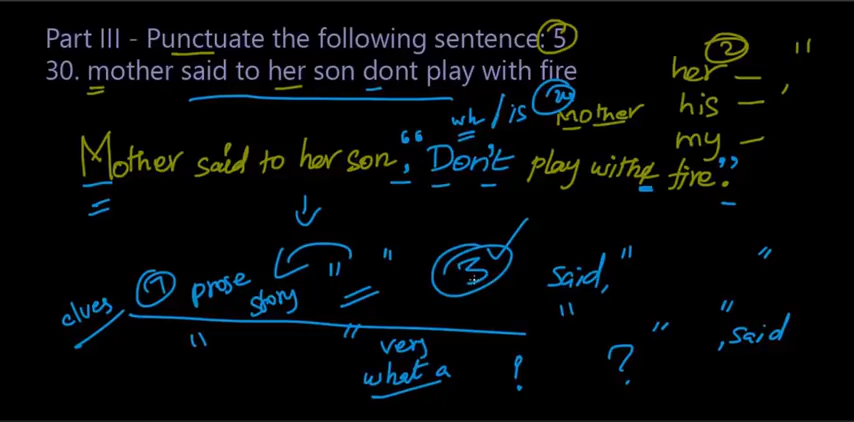 Part III - Punctuate the following sentence: 5
30. mother said to her son dont play with fire
her — 2 "
his — ,
my —
wh / is mother
Mother said to her son, “Don't play with fire.”
clues 1 prose story " " 3 said, " "
" " " " , said
very
what a ! ?